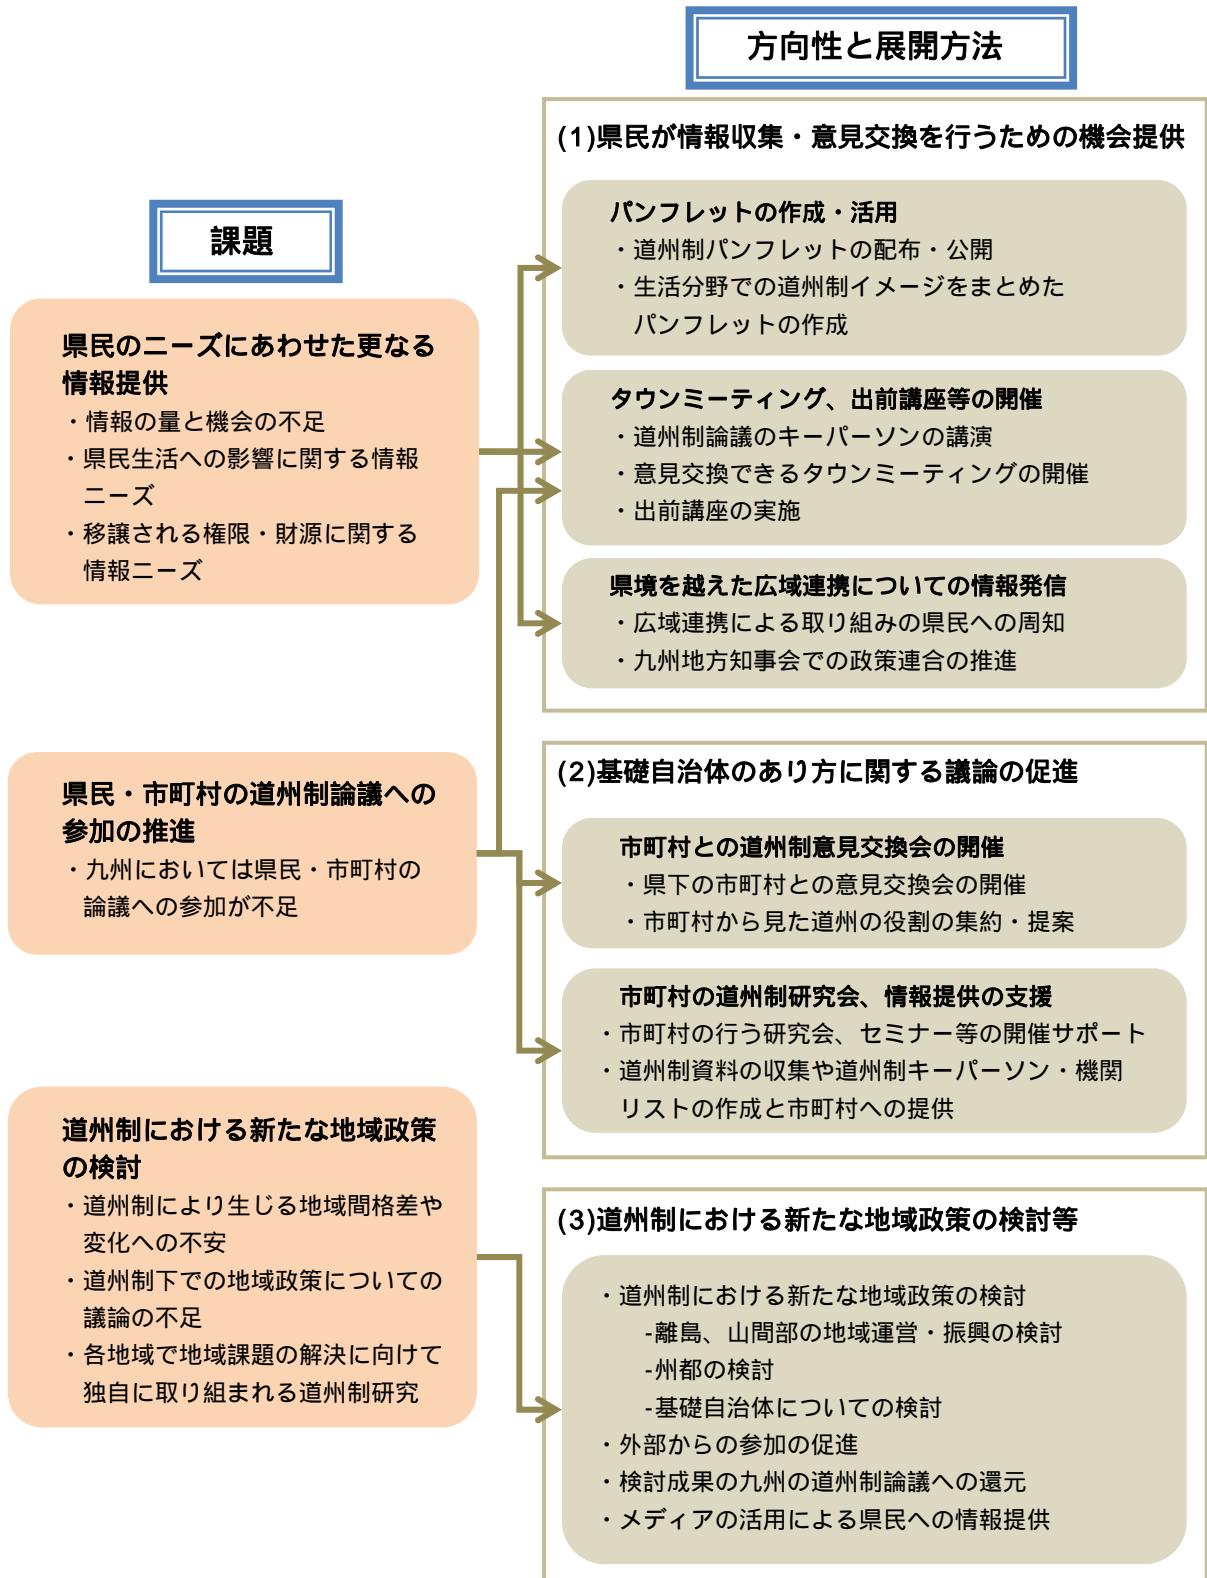 課題
県民のニーズにあわせた更なる
情報提供
・情報の量と機会の不足
・県民生活への影響に関する情報
ニーズ
・移譲される権限・財源に関する
情報ニーズ
県民・市町村の道州制論議への
参加の推進
・九州においては県民・市町村の
論議への参加が不足
道州制における新たな地域政策
の検討
・道州制により生じる地域間格差や
変化への不安
・道州制下での地域政策についての
議論の不足
・各地域で地域課題の解決に向けて
独自に取り組まれる道州制研究
方向性と展開方法
(1)県民が情報収集・意見交換を行うための機会提供
パンフレットの作成・活用
・道州制パンフレットの配布・公開
・生活分野での道州制イメージをまとめた
パンフレットの作成
タウンミーティング、出前講座等の開催
・道州制論議のキーパーソンの講演
・意見交換できるタウンミーティングの開催
・出前講座の実施
県境を越えた広域連携についての情報発信
・広域連携による取り組みの県民への周知
・九州地方知事会での政策連合の推進
(2)基礎自治体のあり方に関する議論の促進
市町村との道州制意見交換会の開催
・県下の市町村との意見交換会の開催
・市町村から見た道州の役割の集約・提案
市町村の道州制研究会、情報提供の支援
・市町村の行う研究会、セミナー等の開催サポート
・道州制資料の収集や道州制キーパーソン・機関
リストの作成と市町村への提供
(3)道州制における新たな地域政策の検討等
・道州制における新たな地域政策の検討
-離島、山間部の地域運営・振興の検討
-州都の検討
-基礎自治体についての検討
・外部からの参加の促進
・検討成果の九州の道州制論議への還元
・メディアの活用による県民への情報提供